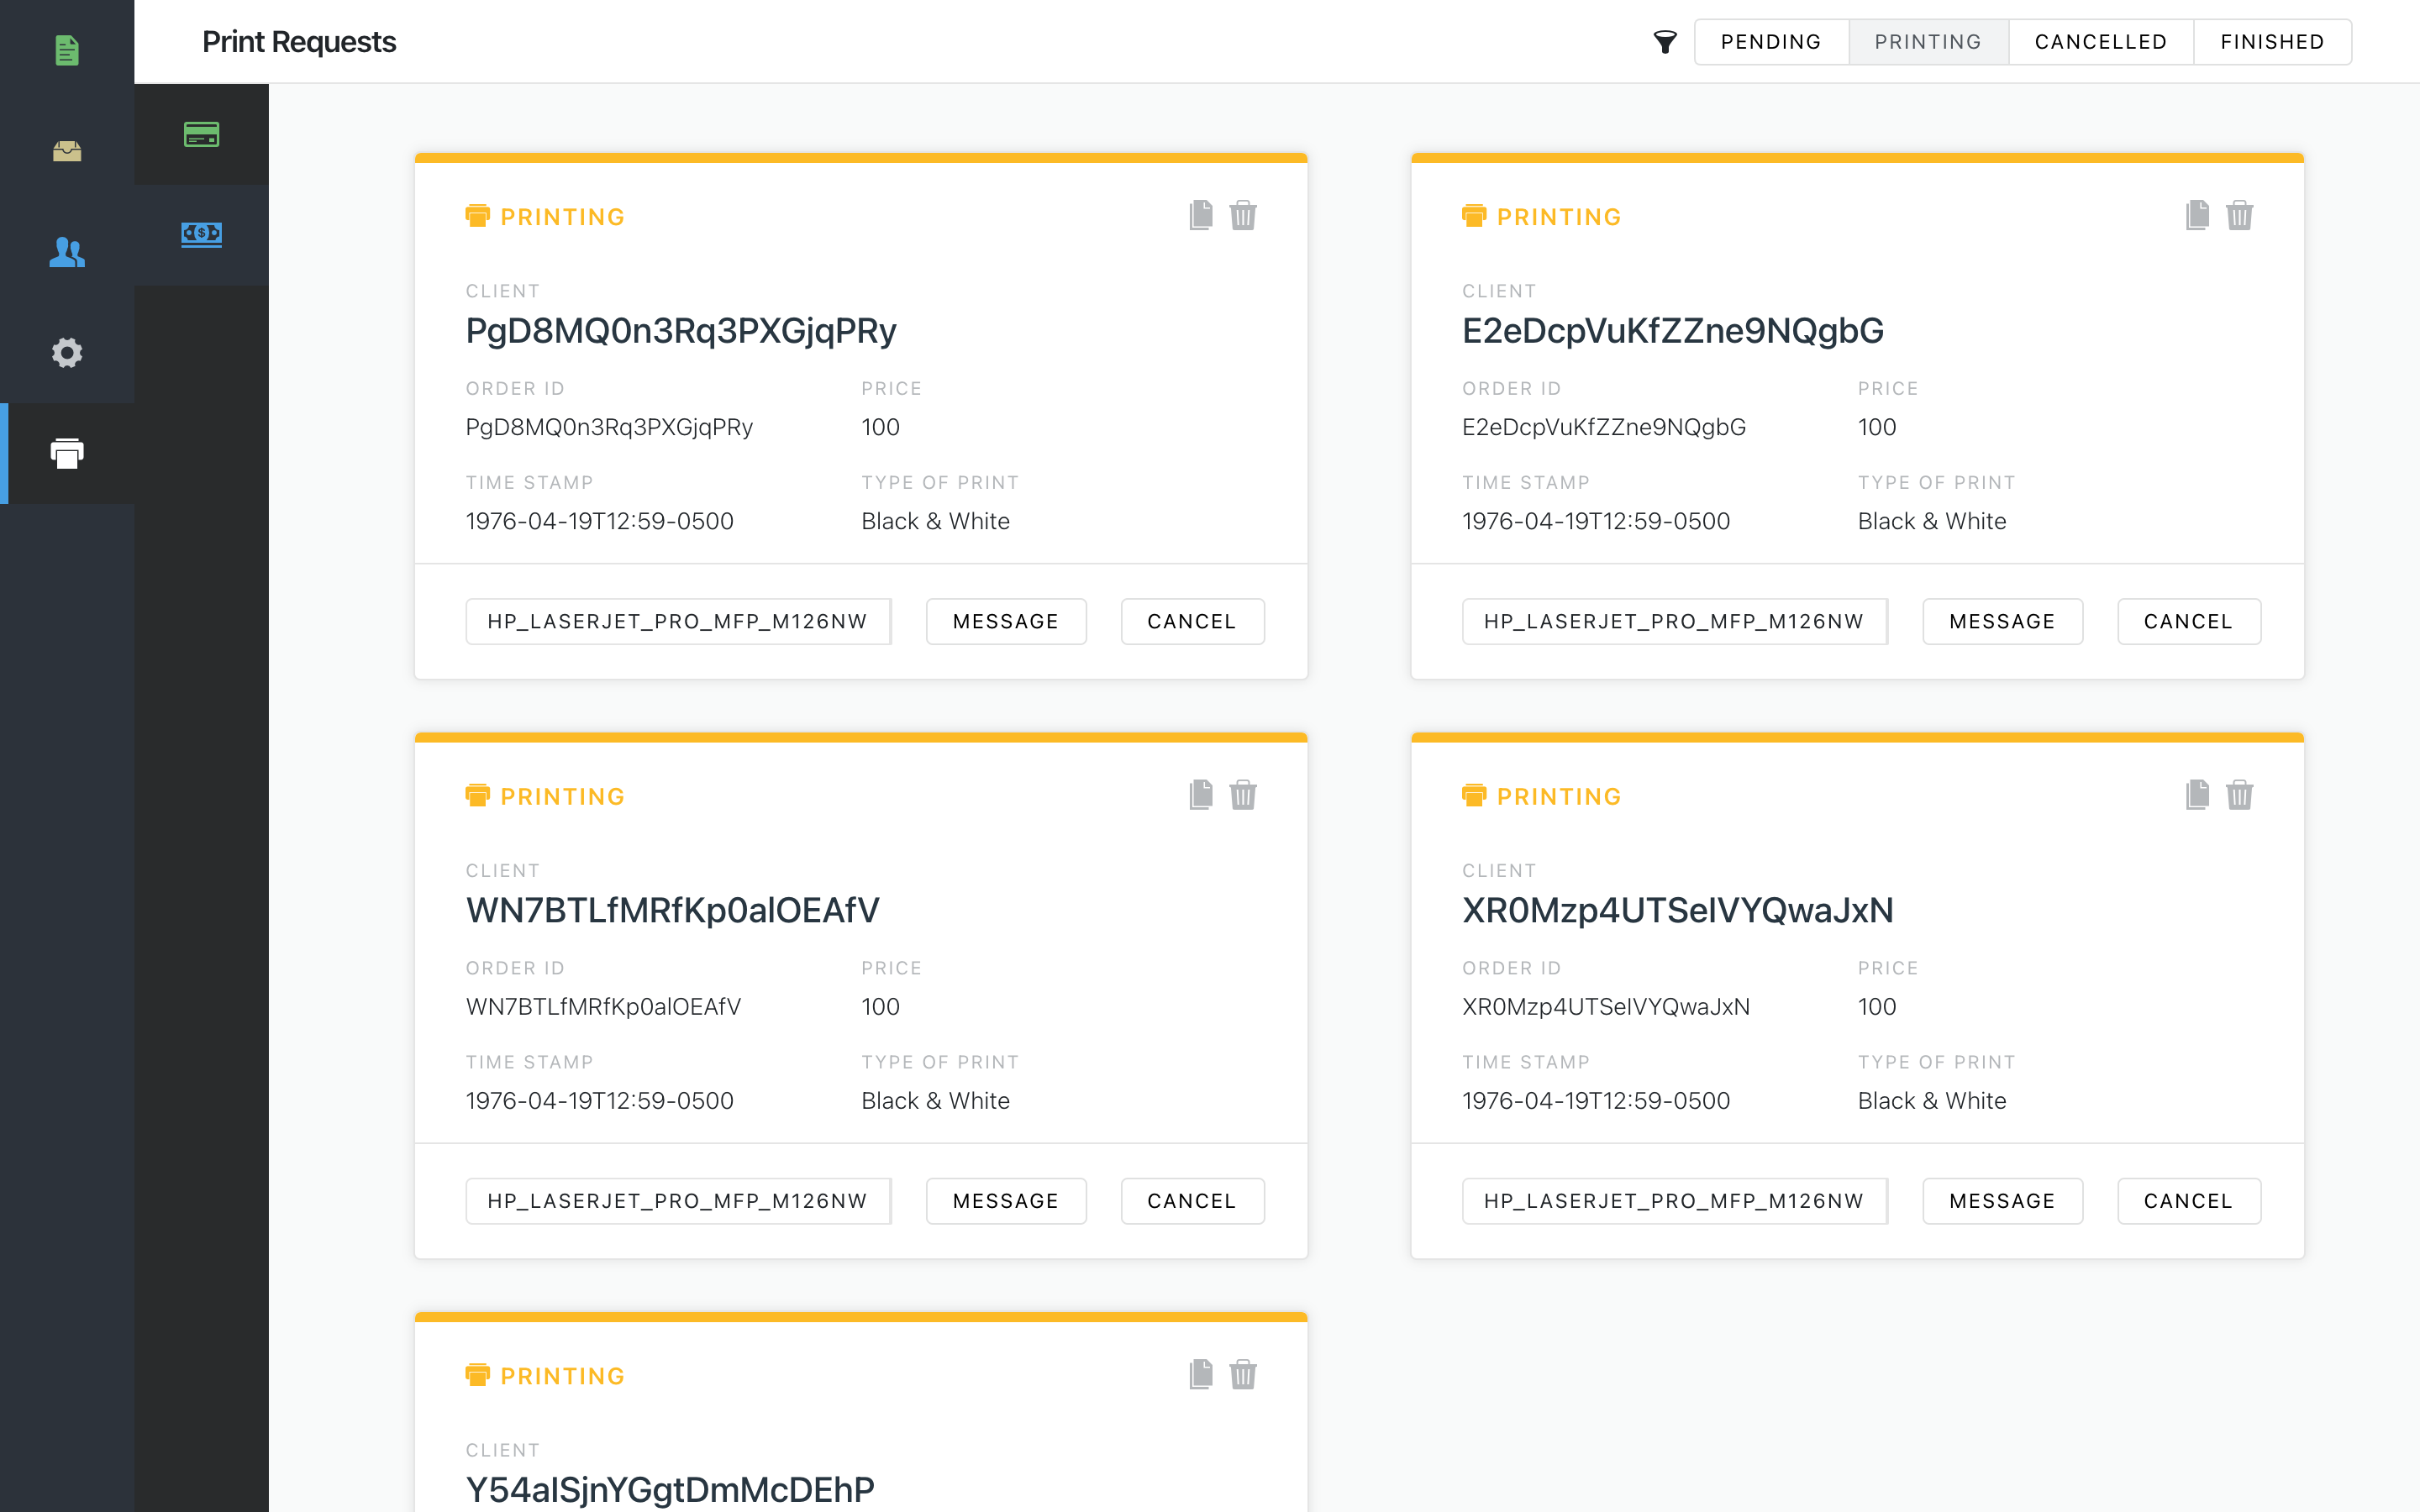 Print Requests
PENDING
PRINTING
CANCELLED
FINISHED
PRINTING
CLIENT
PgD8MQ0n3Rq3PXGjqPRy
ORDER ID
PRICE
PgD8MQ0n3Rq3PXGjqPRy
100
TIME STAMP
TYPE OF PRINT
1976-04-19T12:59-0500
Black & White
HP_LASERJET_PRO_MFP_M126NW
MESSAGE
CANCEL
PRINTING
CLIENT
E2eDcpVuKfZZne9NQgbG
ORDER ID
PRICE
E2eDcpVuKfZZne9NQgbG
100
TIME STAMP
TYPE OF PRINT
1976-04-19T12:59-0500
Black & White
HP_LASERJET_PRO_MFP_M126NW
MESSAGE
CANCEL
PRINTING
CLIENT
WN7BTLfMRfKp0alOEAfV
ORDER ID
PRICE
WN7BTLfMRfKp0alOEAfV
100
TIME STAMP
TYPE OF PRINT
1976-04-19T12:59-0500
Black & White
HP_LASERJET_PRO_MFP_M126NW
MESSAGE
CANCEL
PRINTING
CLIENT
XR0Mzp4UTSelVYQwaJxN
ORDER ID
PRICE
XR0Mzp4UTSelVYQwaJxN
100
TIME STAMP
TYPE OF PRINT
1976-04-19T12:59-0500
Black & White
HP_LASERJET_PRO_MFP_M126NW
MESSAGE
CANCEL
PRINTING
CLIENT
Y54alSjnYGgtDmMcDEhP